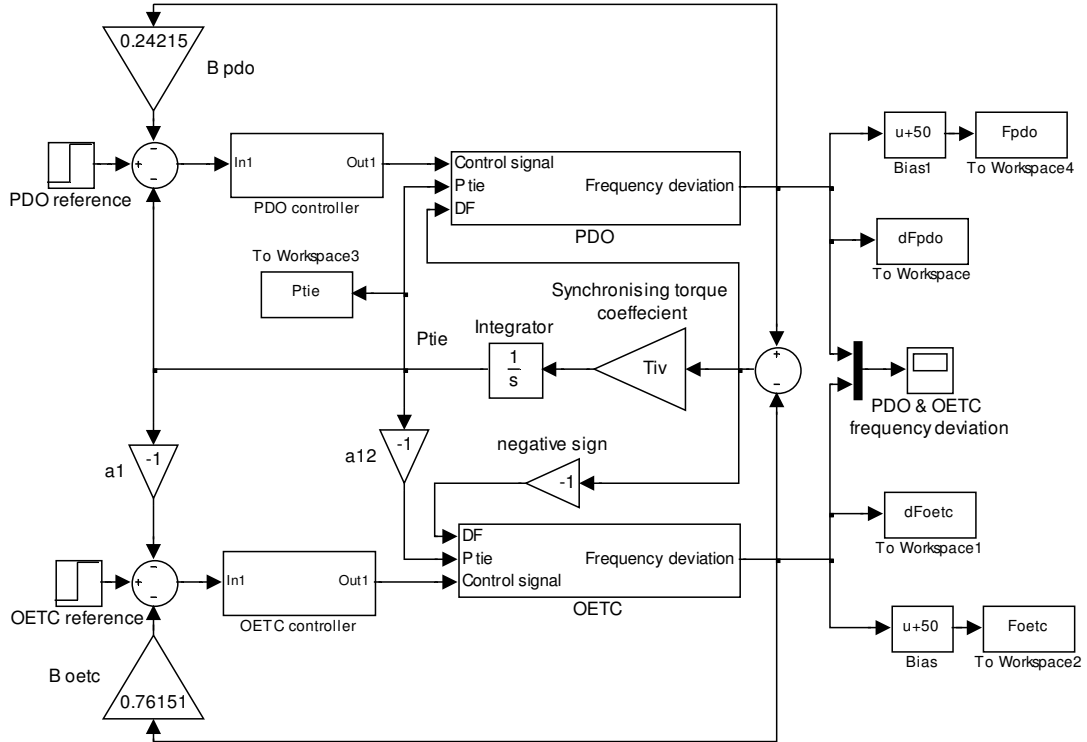 0.24215
B pdo
PDO reference
In1
Out1
PDO controller
Control signal
Ptie
DF
Frequency deviation
PDO
u+50
Bias1
Fpdo
To Workspace4
dFpdo
To Workspace
To Workspace3
Ptie
Ptie
Integrator
1
s
Synchronising torque
coeffecient
Tiv
PDO & OETC
frequency deviation
a1
-1
a12
-1
negative sign
-1
OETC reference
In1
Out1
OETC controller
DF
Ptie
Control signal
Frequency deviation
OETC
dFoetc
To Workspace1
u+50
Bias
Foetc
To Workspace2
B oetc
0.76151
+
−
−
+
−
−
−
+
−